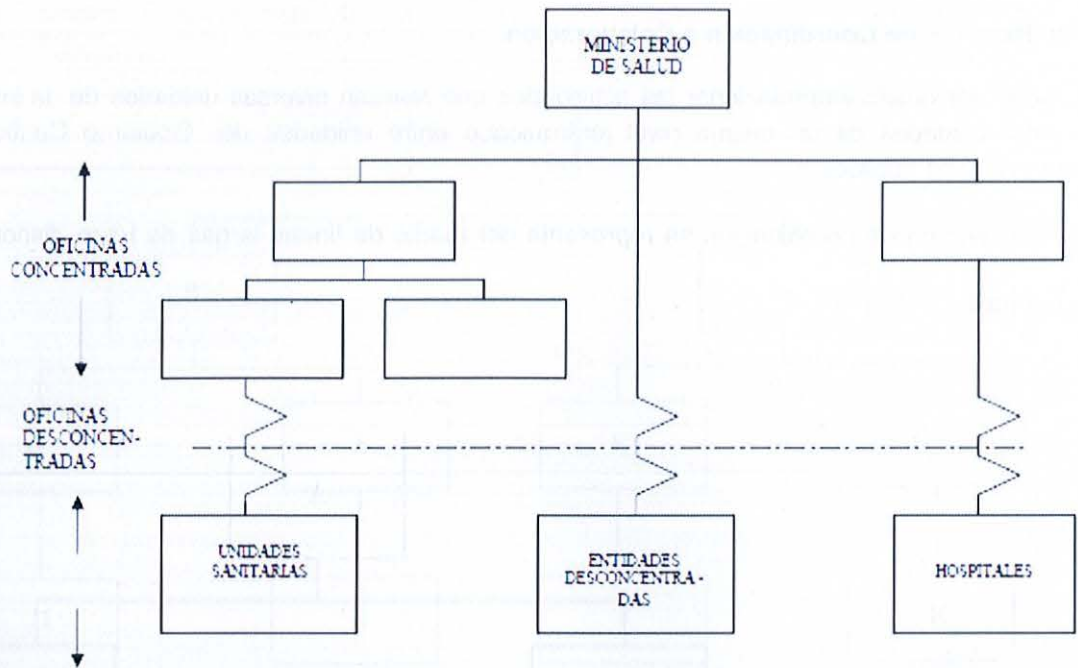 MINISTERIO
DE SALUD
OFICINAS
CONCENTRADAS
OFICINAS
DESCONCEN-
TRADAS
UNIDADES
SANITARIAS
ENTIDADES
DESCONCENTRA-
DAS
HOSPITALES